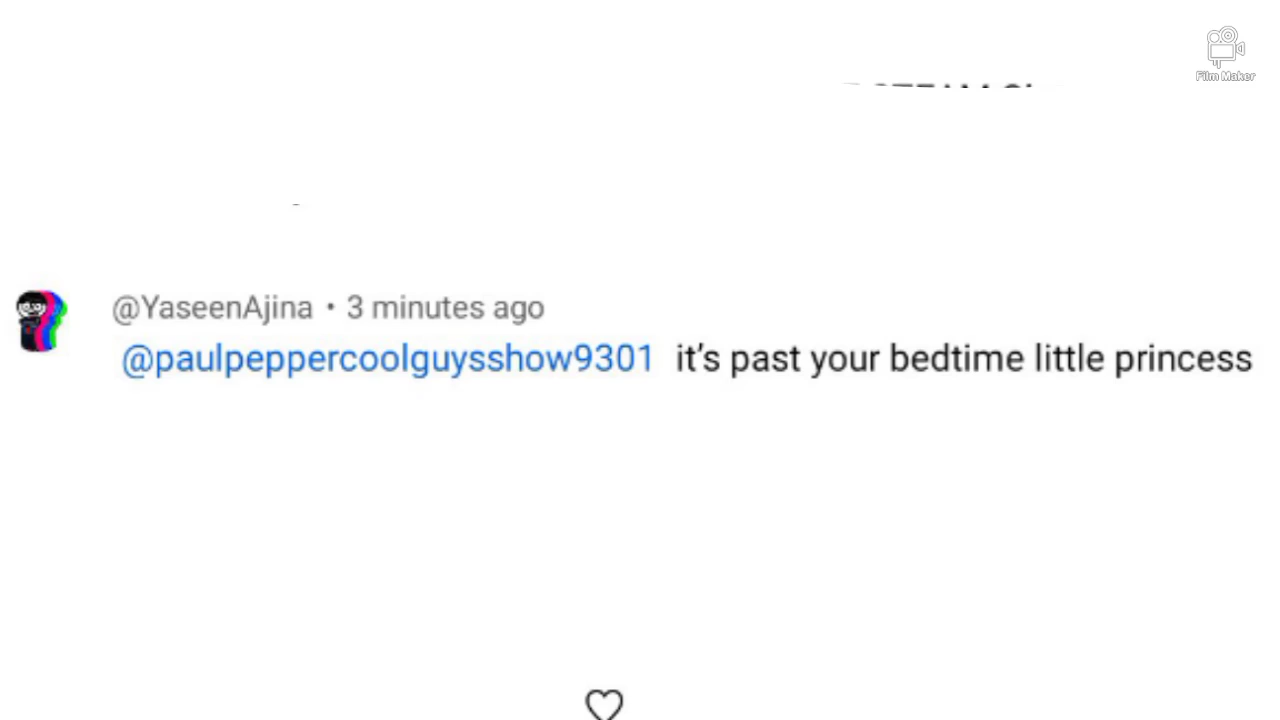 Film Maker
@YaseenAjina • 3 minutes ago
@paulpeppercoolguysshow9301 it’s past your bedtime little princess